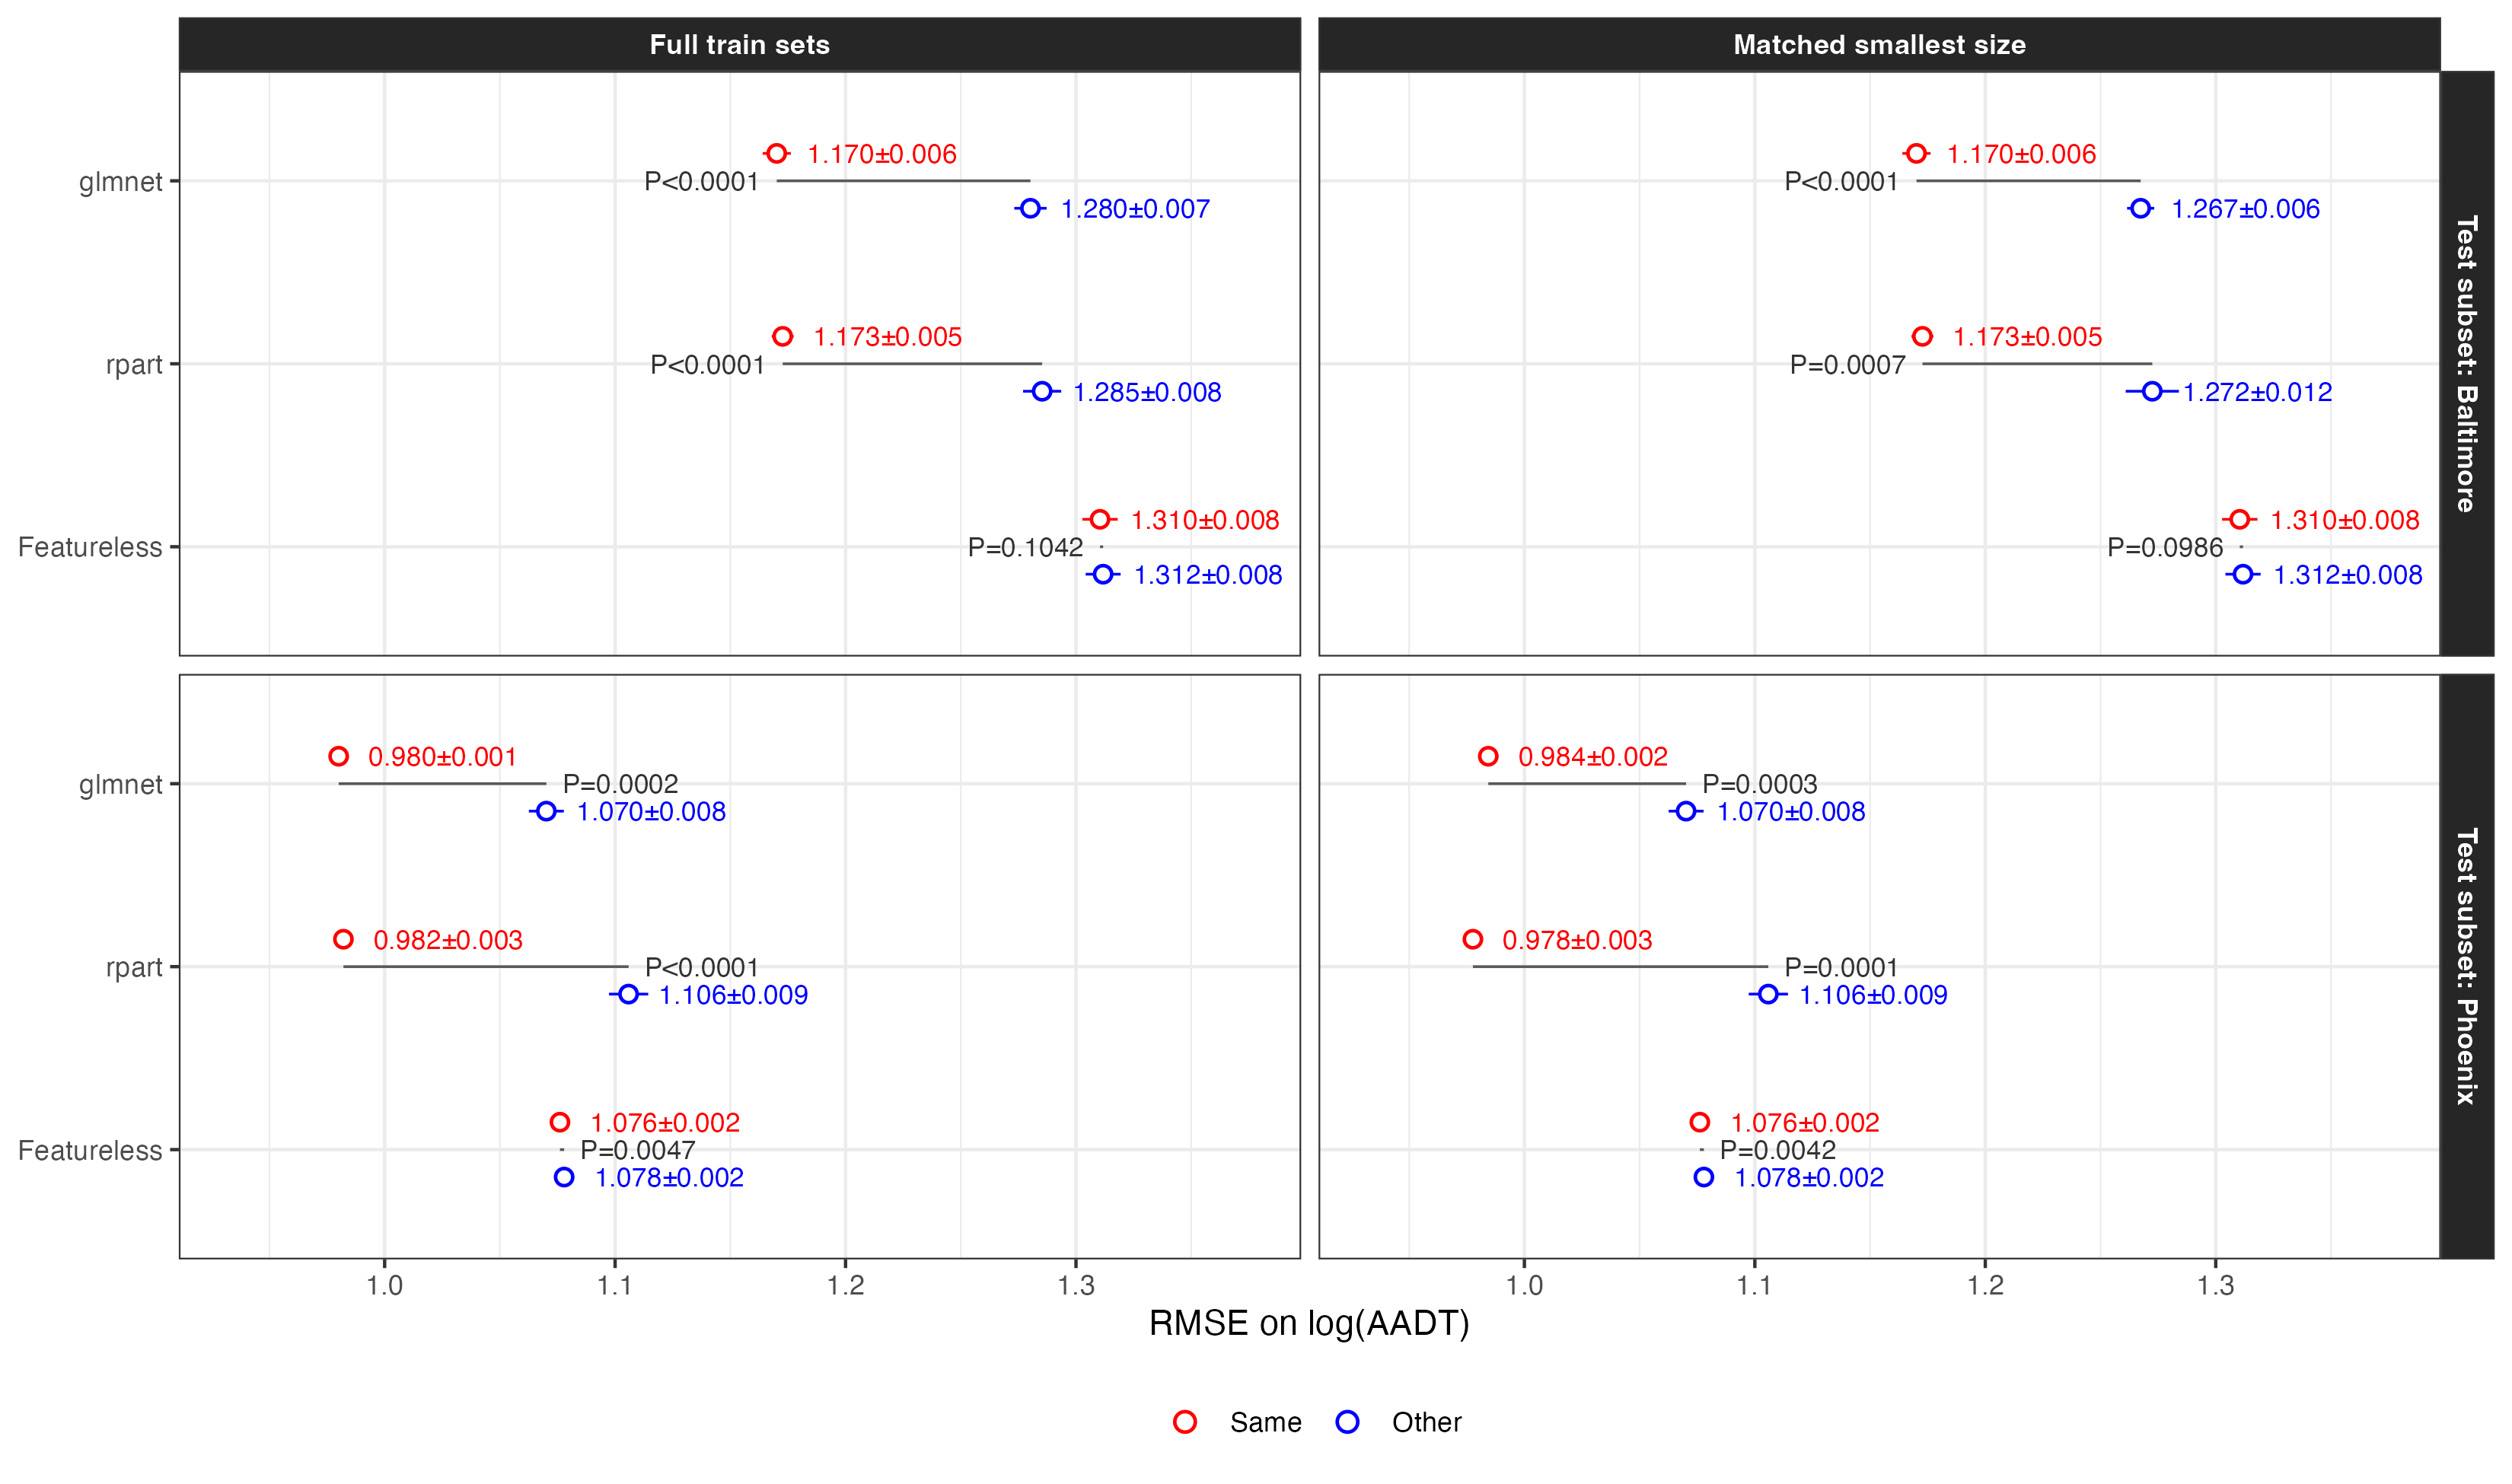 Full train sets
Matched smallest size
Test subset: Baltimore
glmnet
1.170±0.006
P<0.0001
1.280±0.007
1.170±0.006
P<0.0001
1.267±0.006
rpart
1.173±0.005
P<0.0001
1.285±0.008
1.173±0.005
P=0.0007
1.272±0.012
Featureless
1.310±0.008
P=0.1042
1.312±0.008
1.310±0.008
P=0.0986
1.312±0.008
Test subset: Phoenix
glmnet
0.980±0.001
P=0.0002
1.070±0.008
0.984±0.002
P=0.0003
1.070±0.008
rpart
0.982±0.003
P<0.0001
1.106±0.009
0.978±0.003
P=0.0001
1.106±0.009
Featureless
1.076±0.002
P=0.0047
1.078±0.002
1.076±0.002
P=0.0042
1.078±0.002
1.0 1.1 1.2 1.3
1.0 1.1 1.2 1.3
RMSE on log(AADT)
Same Other